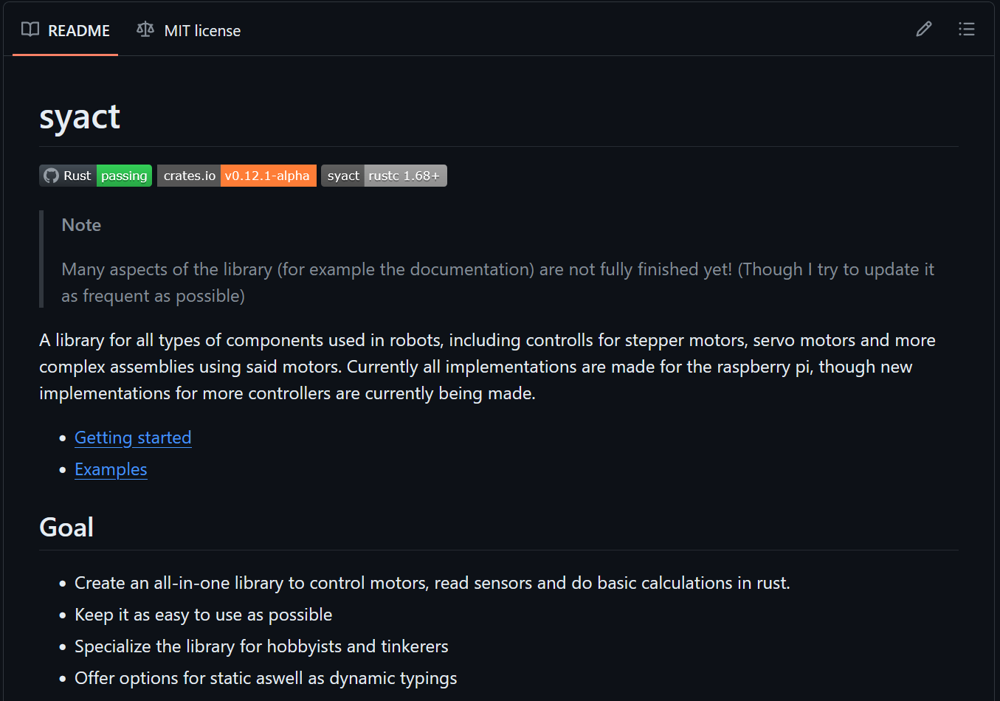 README MIT license
syact
Rust passing crates.io v0.12.1-alpha syact rustc 1.68+
Note
Many aspects of the library (for example the documentation) are not fully finished yet! (Though I try to update it
as frequent as possible)
A library for all types of components used in robots, including controlls for stepper motors, servo motors and more
complex assemblies using said motors. Currently all implementations are made for the raspberry pi, though new
implementations for more controllers are currently being made.
Getting started
Examples
Goal
Create an all-in-one library to control motors, read sensors and do basic calculations in rust.
Keep it as easy to use as possible
Specialize the library for hobbyists and tinkerers
Offer options for static aswell as dynamic typings